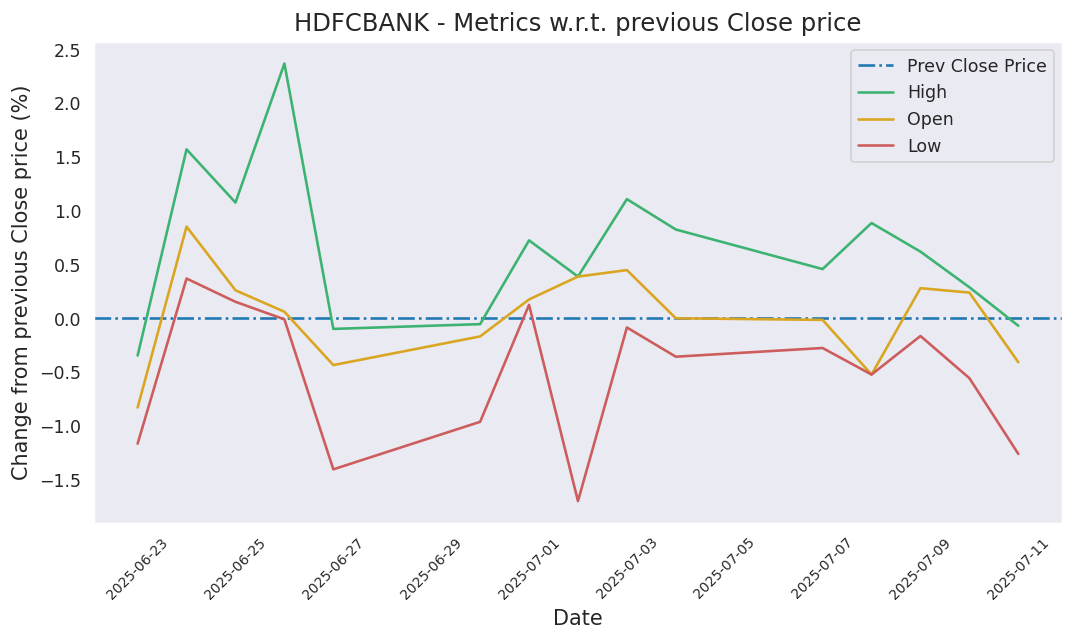 HDFCBANK - Metrics w.r.t. previous Close price
Change from previous Close price (%)
2.5
2.0
1.5
1.0
0.5
0.0
−0.5
−1.0
−1.5
Prev Close Price
High
Open
Low
2025-06-23
2025-06-25
2025-06-27
2025-06-29
2025-07-01
2025-07-03
2025-07-05
2025-07-07
2025-07-09
2025-07-11
Date